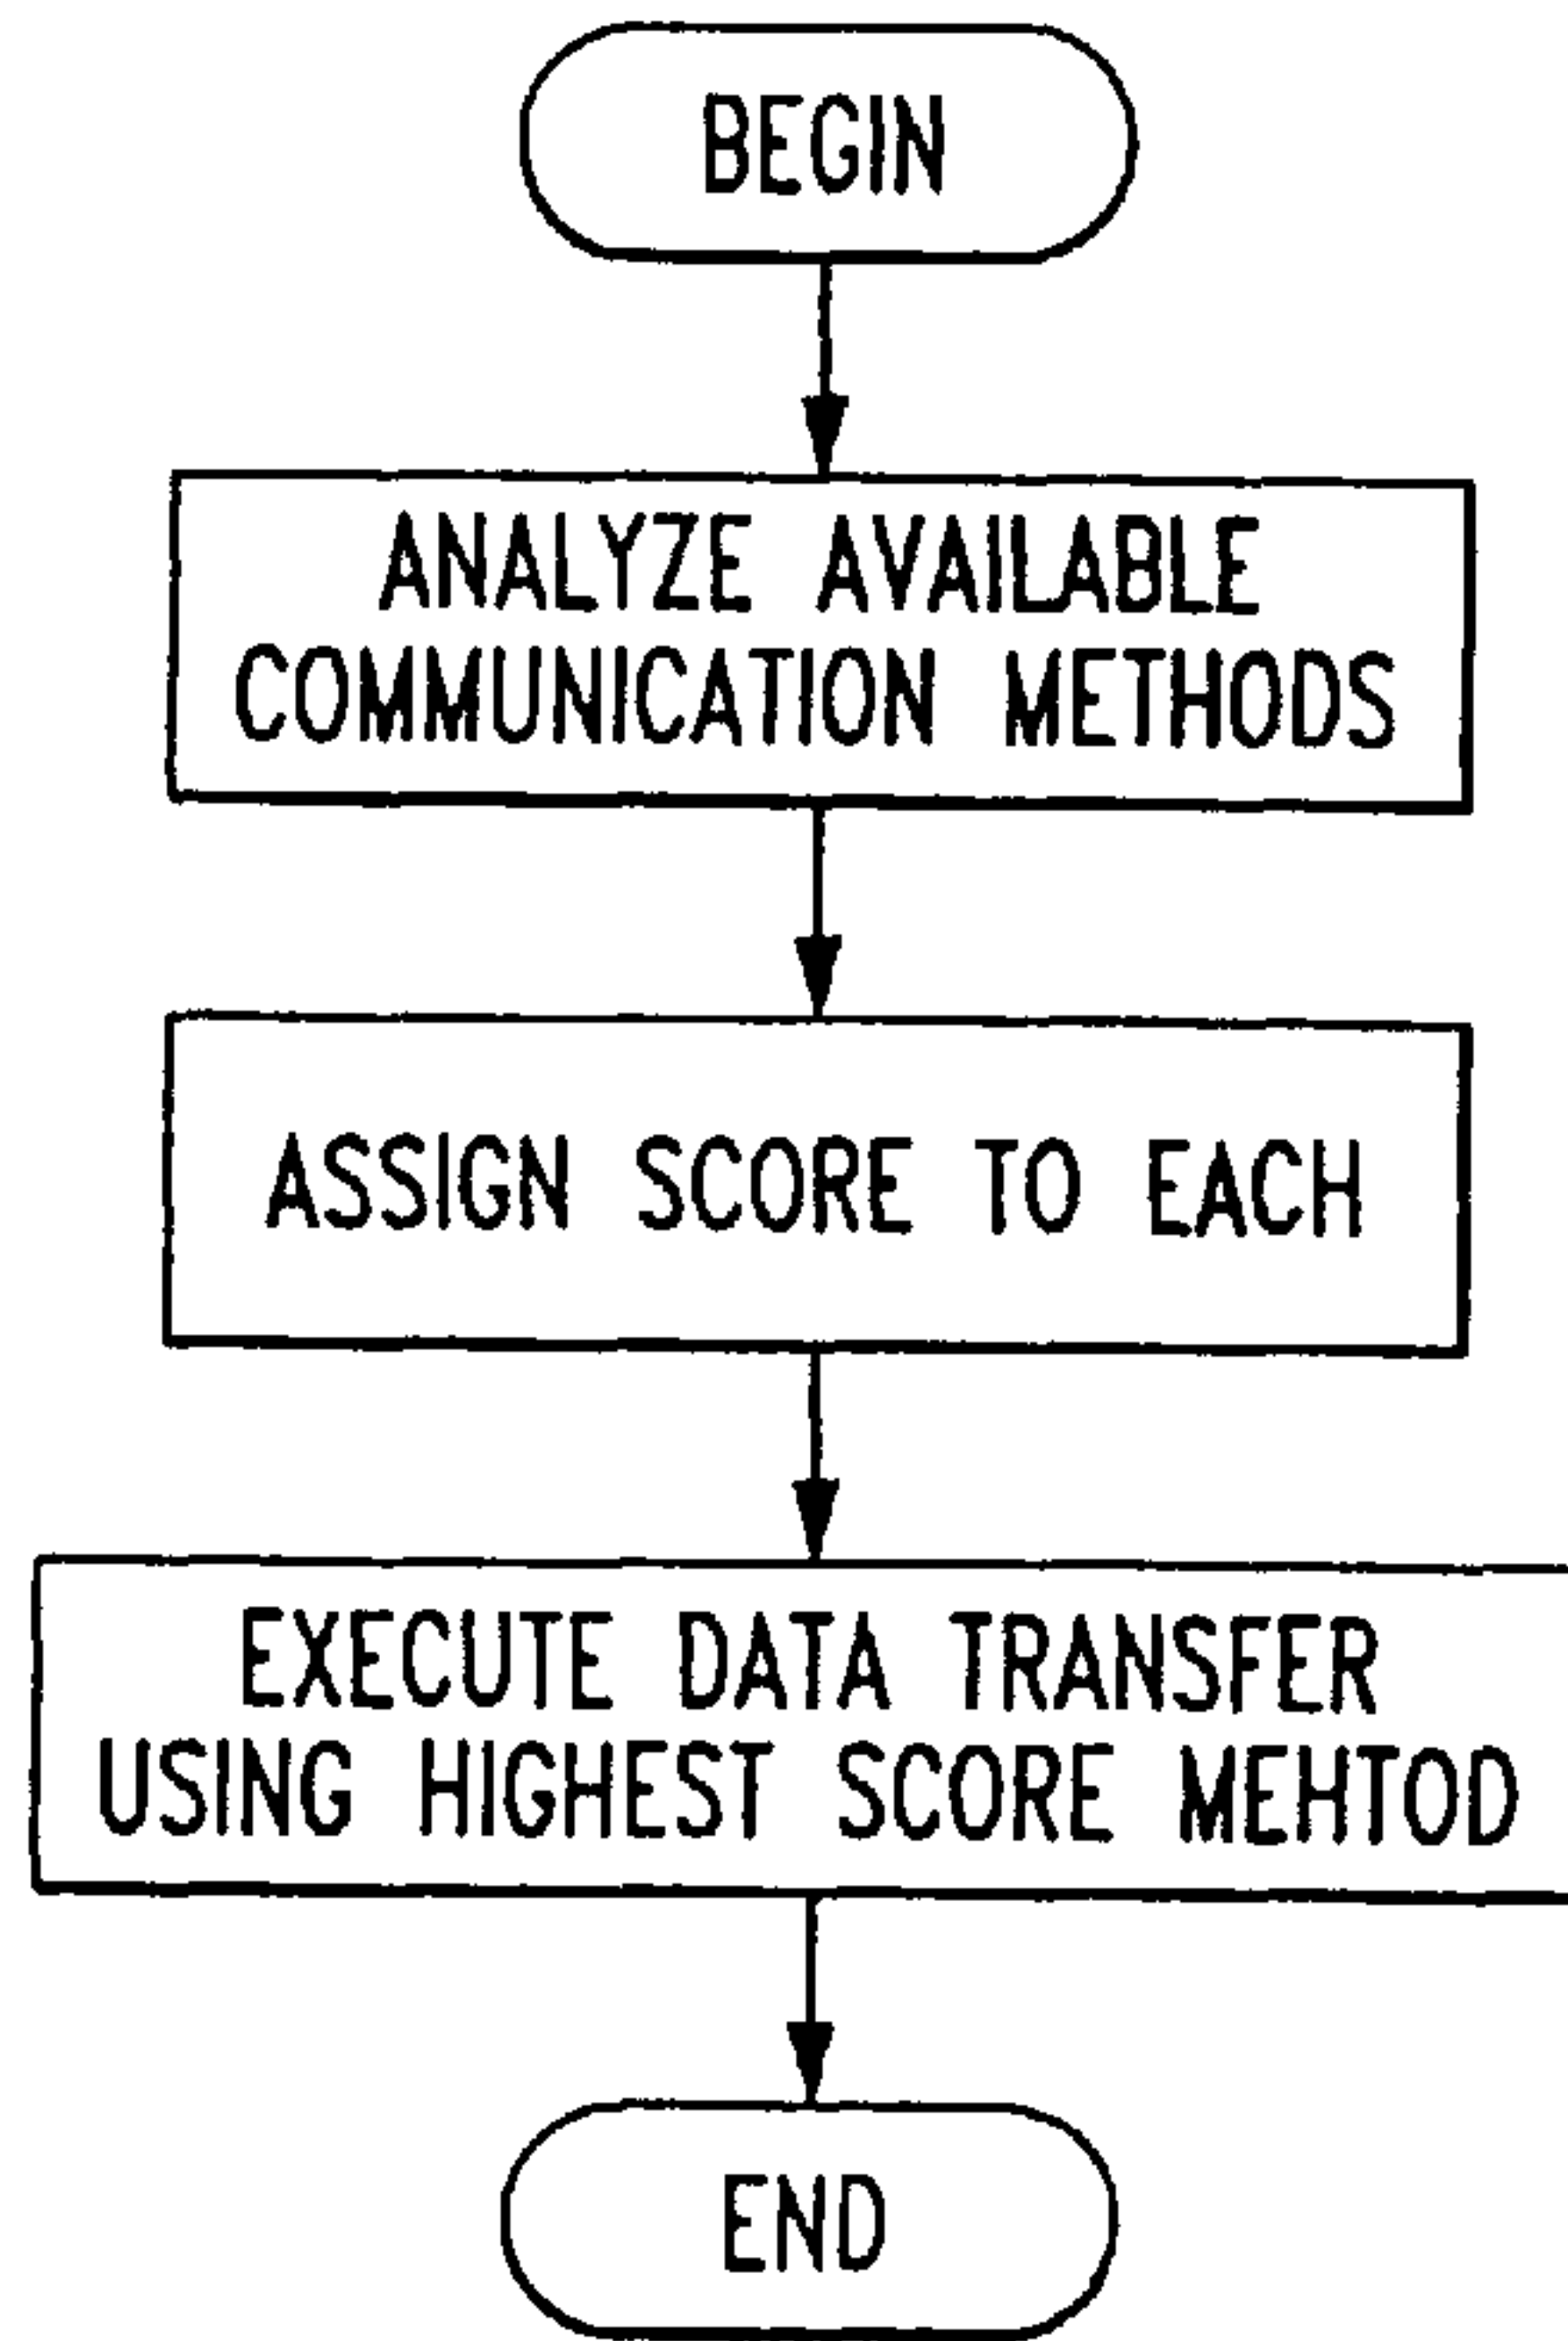 BEGIN
ANALYZE AVAILABLE
COMMUNICATION METHODS
ASSIGN SCORE TO EACH
EXECUTE DATA TRANSFER
USING HIGHEST SCORE MEHTOD
END